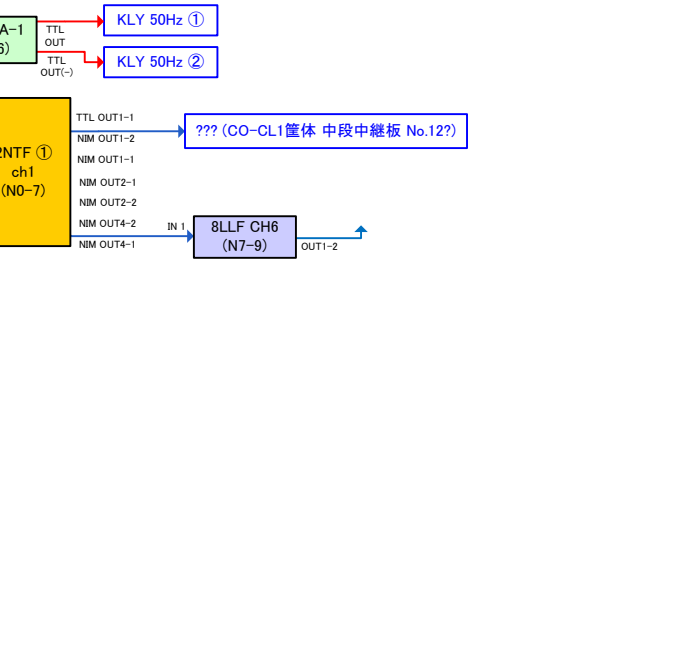 A-1
6)
TTL
OUT
TTL
OUT(-)
KLY 50Hz ①
KLY 50Hz ②
2NTF ①
ch1
(N0-7)
TTL OUT1-1
NIM OUT1-2
NIM OUT1-1
NIM OUT2-1
NIM OUT2-2
NIM OUT4-2
NIM OUT4-1
??? (CO-CL1筐体 中段中継板 No.12?)
IN 1
8LLF CH6
(N7-9)
OUT1-2